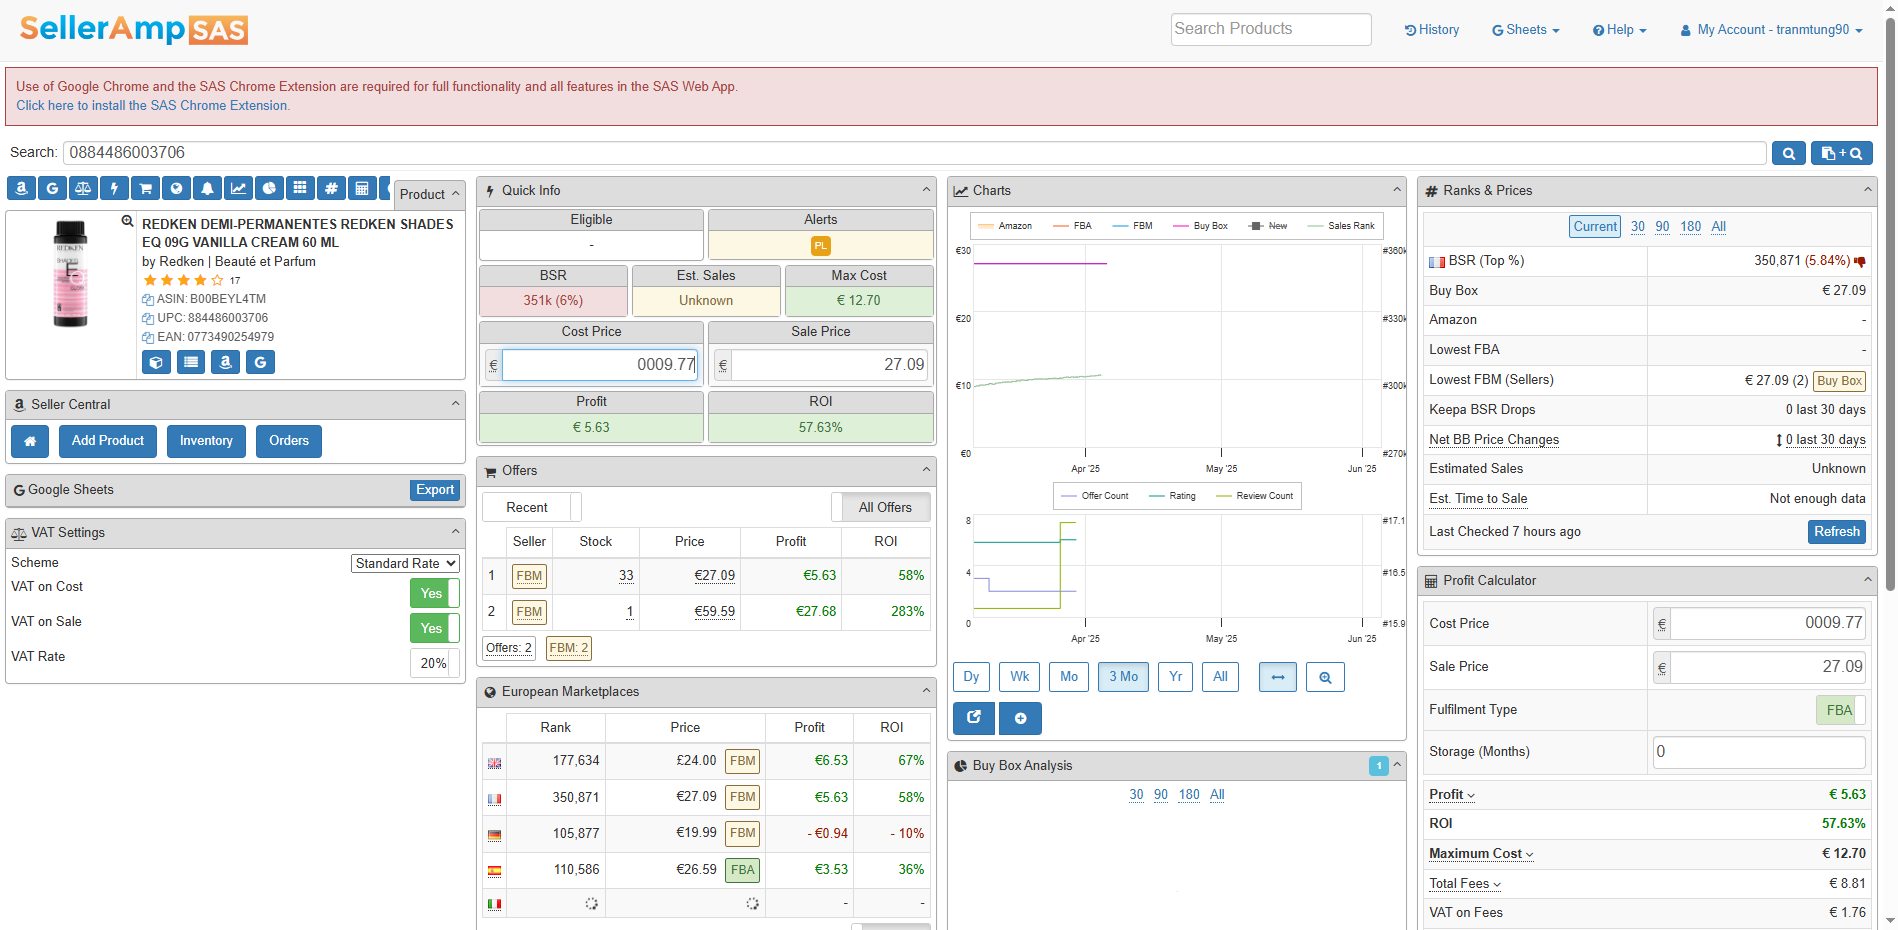 SellerAmp SAS
Search Products
History
Sheets
Help
My Account - tranmtung90
Use of Google Chrome and the SAS Chrome Extension are required for full functionality and all features in the SAS Web App.
Click here to install the SAS Chrome Extension.
Search: 0884486003706
Product
REDKEN DEMI-PERMANENTES REDKEN SHADES
EQ 09G VANILLA CREAM 60 ML
by Redken | Beauté et Parfum
17
ASIN: B00BEYL4TM
UPC: 884486003706
EAN: 0773490254979
Seller Central
Add Product Inventory Orders
Google Sheets Export
VAT Settings
Scheme Standard Rate
VAT on Cost Yes
VAT on Sale Yes
VAT Rate 20%
Quick Info
Eligible Alerts
- PL
BSR Est. Sales Max Cost
351k (6%) Unknown € 12.70
Cost Price Sale Price
€ 0009.77 € 27.09
Profit ROI
€ 5.63 57.63%
Offers
Recent All Offers
Seller Stock Price Profit ROI
1 FBM 33 €27.09 €5.63 58%
2 FBM 1 €59.59 €27.68 283%
Offers: 2 FBM: 2
European Marketplaces
Rank Price Profit ROI
177,634 £24.00 FBM €6.53 67%
350,871 €27.09 FBM €5.63 58%
105,877 €19.99 FBM - €0.94 - 10%
110,586 €26.59 FBA €3.53 36%
- -
Charts
Amazon FBA FBM Buy Box New Sales Rank
€30 #360k
€20 #330k
€10 #300k
€0 #270k
Apr '25 May '25 Jun '25
Offer Count Rating Review Count
8 #17.1
4 #16.5
0 #15.9
Apr '25 May '25 Jun '25
Dy Wk Mo 3 Mo Yr All
Buy Box Analysis 1
30 90 180 All
Ranks & Prices
Current 30 90 180 All
BSR (Top %) 350,871 (5.84%)
Buy Box € 27.09
Amazon -
Lowest FBA -
Lowest FBM (Sellers) € 27.09 (2) Buy Box
Keepa BSR Drops 0 last 30 days
Net BB Price Changes 0 last 30 days
Estimated Sales Unknown
Est. Time to Sale Not enough data
Last Checked 7 hours ago Refresh
Profit Calculator
Cost Price € 0009.77
Sale Price € 27.09
Fulfilment Type FBA
Storage (Months) 0
Profit € 5.63
ROI 57.63%
Maximum Cost € 12.70
Total Fees € 8.81
VAT on Fees € 1.76